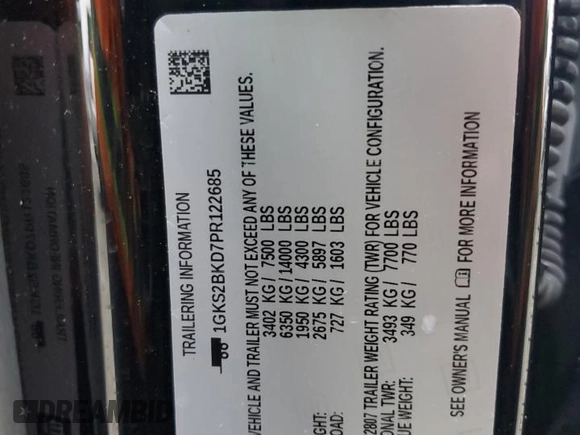 TRAILERING INFORMATION
1GKS2BKD7PR122685
VEHICLE AND TRAILER MUST NOT EXCEED ANY OF THESE VALUES.
3402 KG / 7500 LBS
6350 KG / 14000 LBS
1950 KG / 4300 LBS
2675 KG / 5897 LBS
727 KG / 1603 LBS
2807 TRAILER WEIGHT RATING (TWR) FOR VEHICLE CONFIGURATION.
ONAL TWR: 3493 KG / 7700 LBS
UE WEIGHT: 349 KG / 770 LBS
SEE OWNER'S MANUAL FOR MORE INFORMATION
DREAMBID